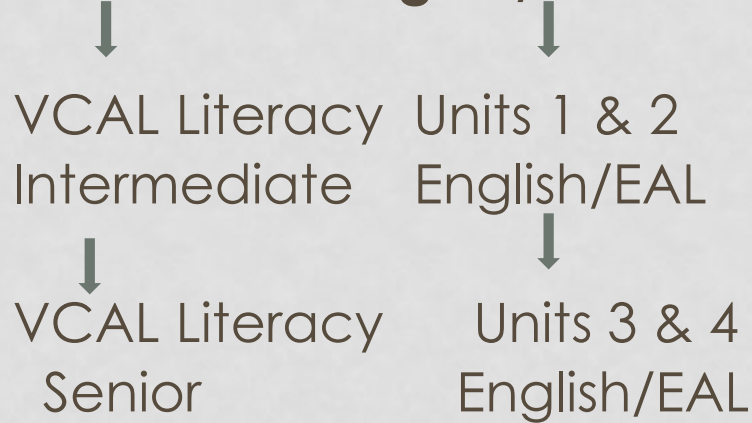 VCAL Literacy Units 1 & 2
Intermediate English/EAL
VCAL Literacy Units 3 & 4
Senior English/EAL